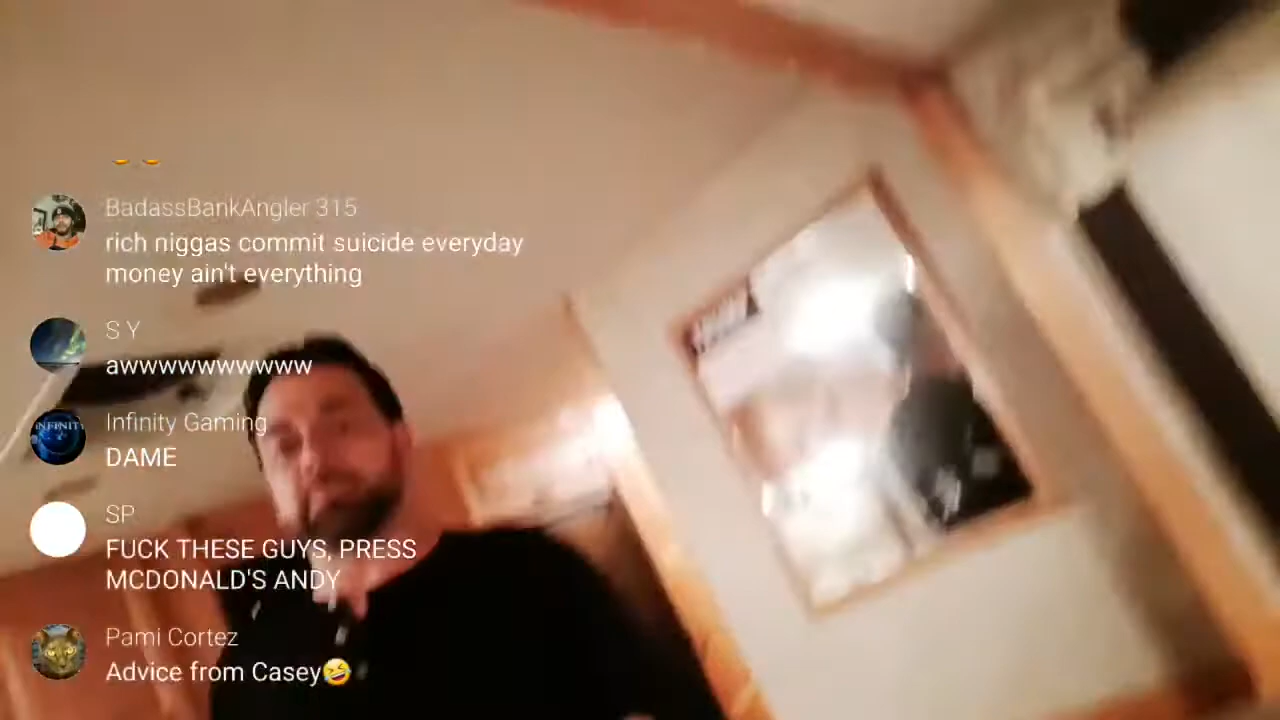 BadassBankAngler 315
rich niggas commit suicide everyday
money ain't everything
S Y
awwwwwwwwww
INFINITY
Infinity Gaming
DAME
SP
FUCK THESE GUYS, PRESS
MCDONALD'S ANDY
Pami Cortez
Advice from Casey🤣